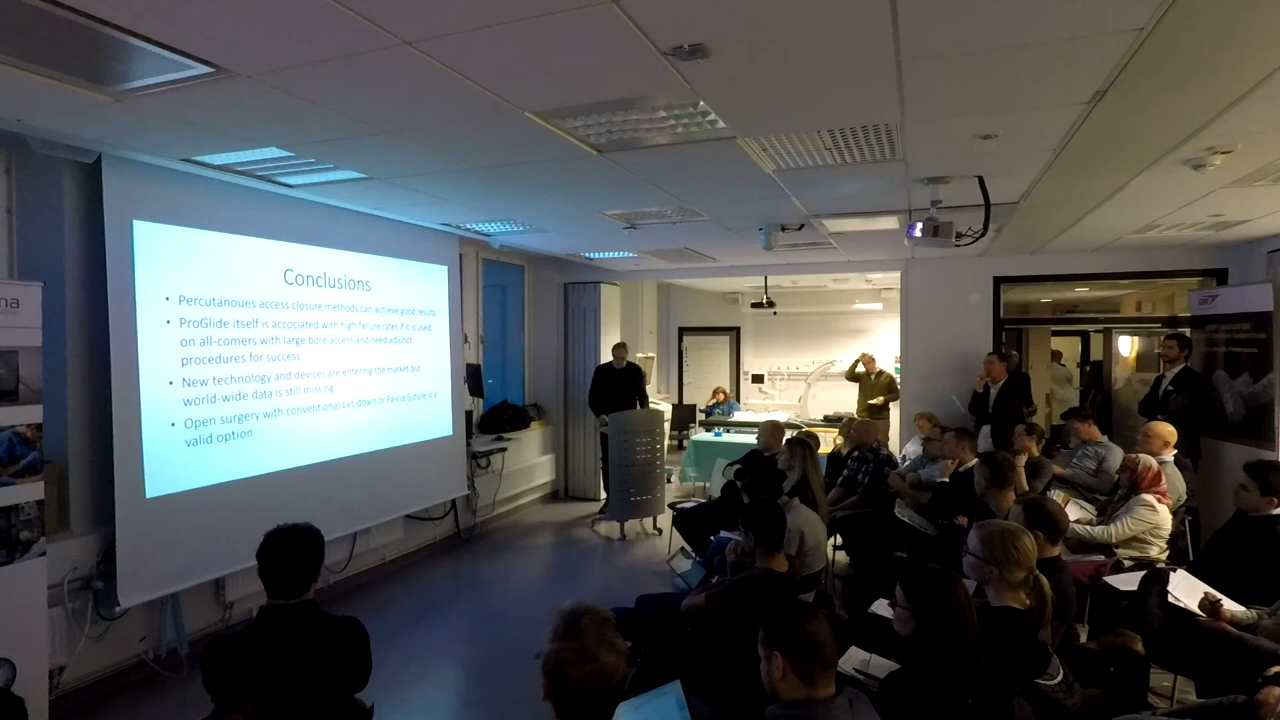 Conclusions
• Percutanoues access closure methods can achieve good results
• ProGlide itself is accociated with high failure rates if it is used
on all-comers with large bore access and need adjunct
procedures for success
• New technology and devices are entering the market but
world-wide data is still missing
• Open surgery with conventional cut-down or Fascia Suture is a
valid option
na